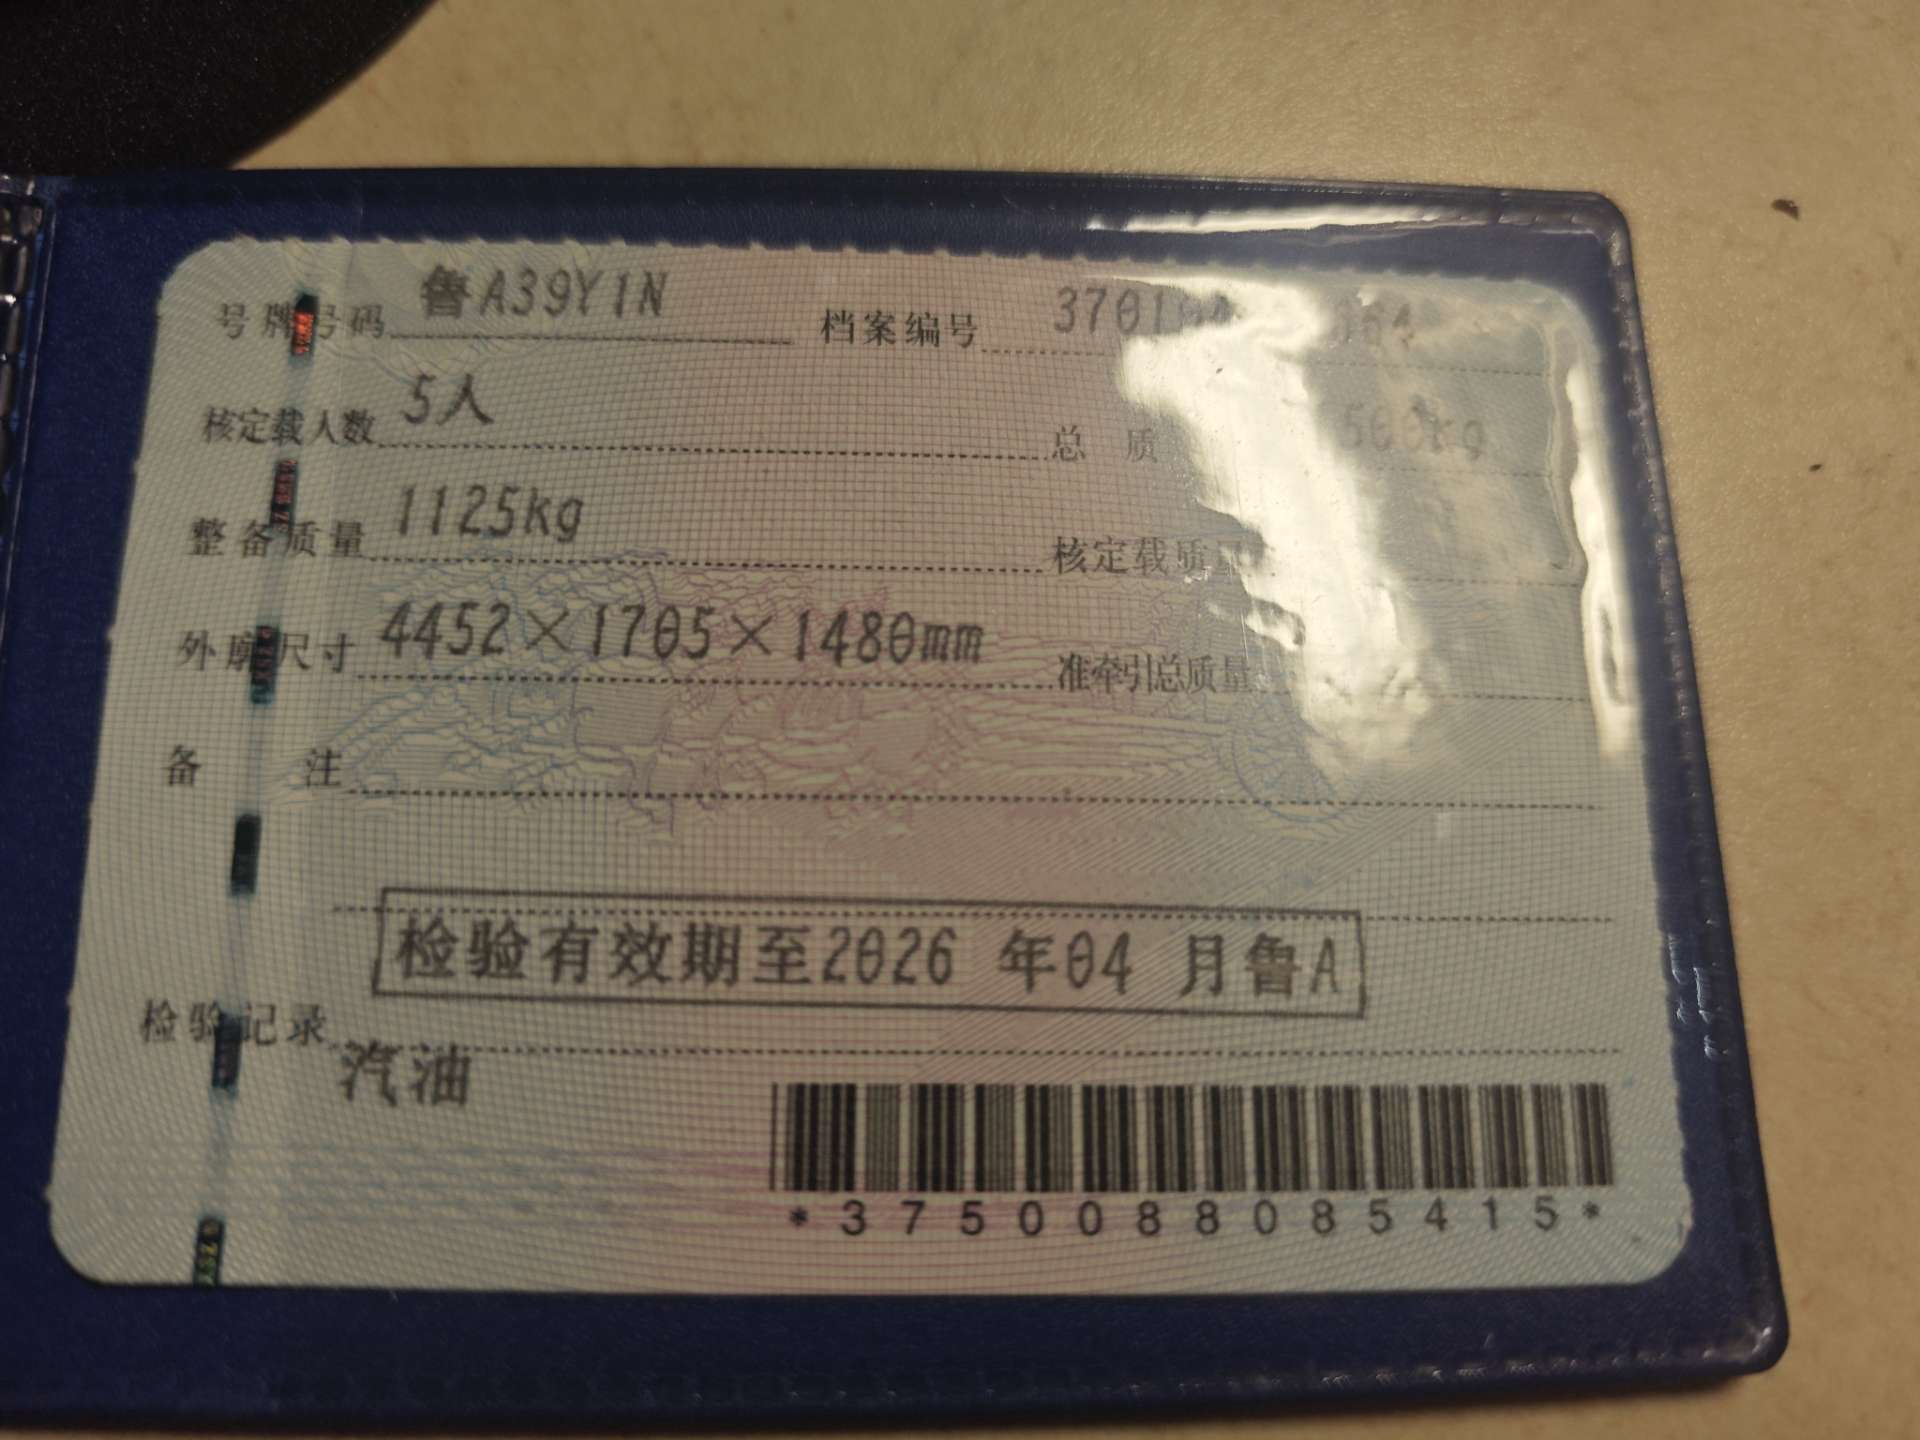 号牌号码 鲁A39Y1N 档案编号
核定载人数 5人 总 质
整备质量 1125kg 核定载质量
外廓尺寸 4452×1705×1480mm 准牵引总质量
备 注
检验有效期至2026 年04 月鲁A
检验记录
汽油
*3750088085415*